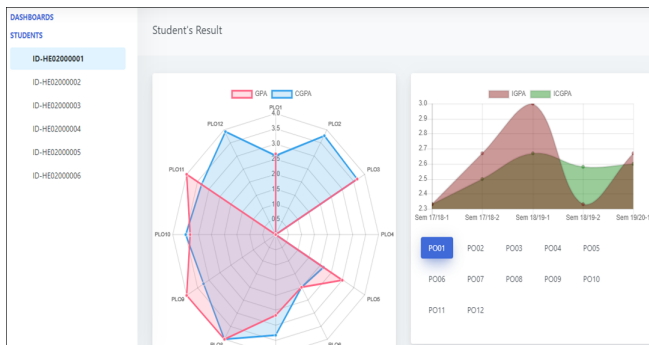 DASHBOARDS
STUDENTS
ID-HE02000001
ID-HE02000002
ID-HE02000003
ID-HE02000004
ID-HE02000005
ID-HE02000006
Student's Result
GPA CGPA
PLO1
PLO2
PLO3
PLO4
PLO5
PLO9
PLO10
PLO11
PLO12
4.0
3.5
3.0
2.5
2.0
1.5
1.0
0.5
IGPA ICGPA
3.0
2.9
2.8
2.7
2.6
2.5
2.4
2.3
Sem 17/18-1 Sem 17/18-2 Sem 18/19-1 Sem 18/19-2 Sem 19/20-1
PO01 PO02 PO03 PO04 PO05
PO06 PO07 PO08 PO09 PO10
PO11 PO12